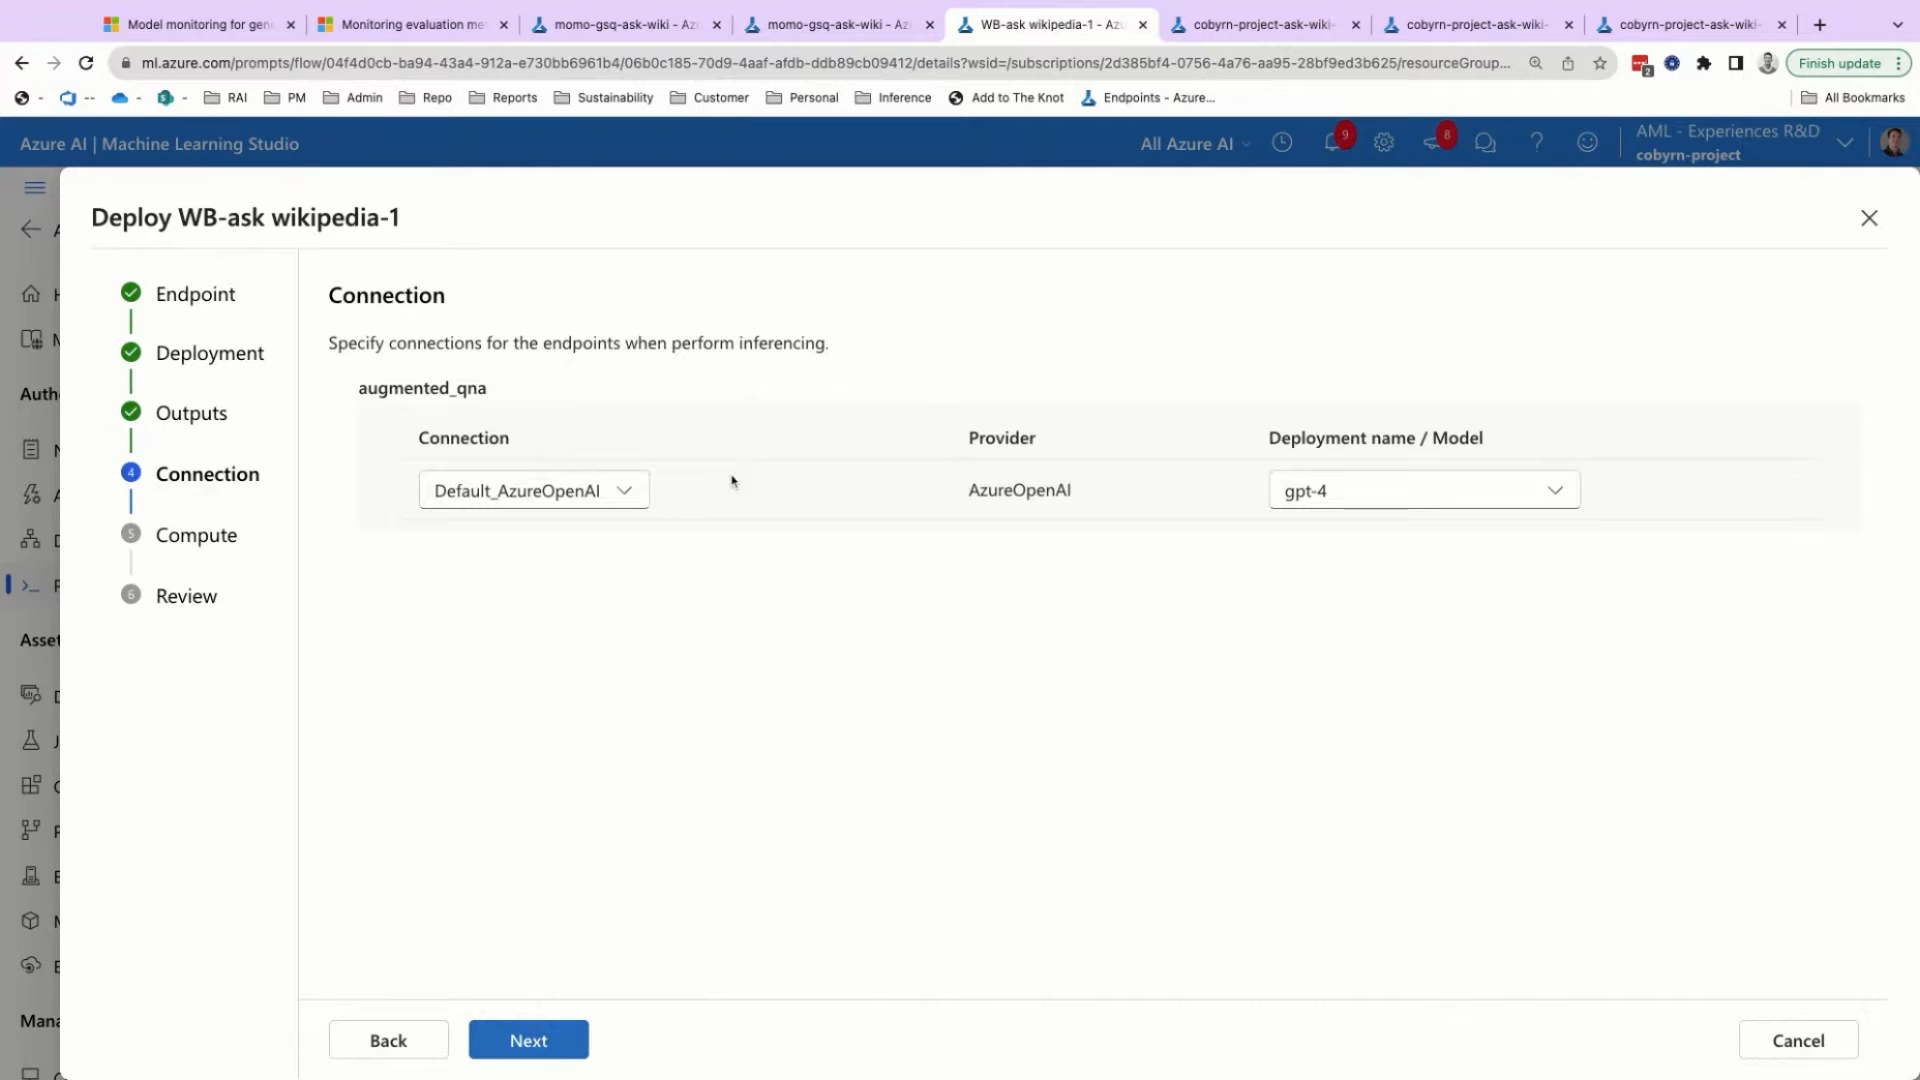 Model monitoring for gen
Monitoring evaluation me
momo-gsq-ask-wiki - Az
momo-gsq-ask-wiki - Az
WB-ask wikipedia-1 - Azu
cobyrn-project-ask-wiki-
cobyrn-project-ask-wiki-
cobyrn-project-ask-wiki-
ml.azure.com/prompts/flow/04f4d0cb-ba94-43a4-912a-e730bb6961b4/06b0c185-70d9-4aaf-afdb-ddb89cb09412/details?wsid=/subscriptions/2d385bf4-0756-4a76-aa95-28bf9ed3b625/resourceGroup...
2
Finish update
RAI
PM
Admin
Repo
Reports
Sustainability
Customer
Personal
Inference
Add to The Knot
Endpoints - Azure...
All Bookmarks
Azure AI | Machine Learning Studio
All Azure AI
9
8
AML - Experiences R&D
cobyrn-project
Deploy WB-ask wikipedia-1
Endpoint
Deployment
Outputs
4 Connection
5 Compute
6 Review
Auth
Asset
Mana
Connection
Specify connections for the endpoints when perform inferencing.
augmented_qna
Connection Provider Deployment name / Model
Default_AzureOpenAI AzureOpenAI gpt-4
Back
Next
Cancel